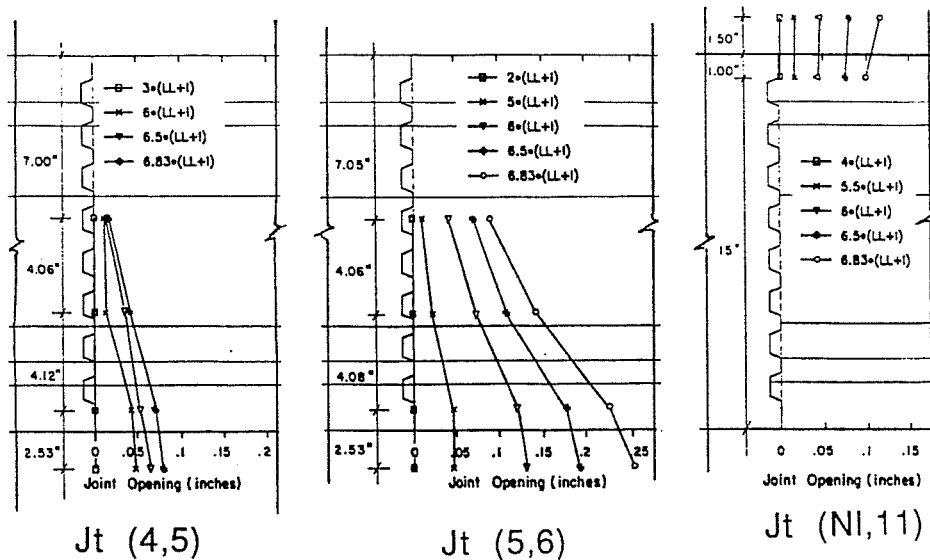 3•(LL+I)
6•(LL+I)
6.5•(LL+I)
6.83•(LL+I)
7.00"
4.06"
4.12"
2.53"
0 .05 .1 .15 .2
Joint Opening (inches)
Jt (4,5)
2•(LL+I)
5•(LL+I)
6•(LL+I)
6.5•(LL+I)
6.83•(LL+I)
7.05"
4.06"
4.08"
2.53"
0 .05 .1 .15 .2 .25
Joint Opening (inches)
Jt (5,6)
1.50"
1.00"
4•(LL+I)
5.5•(LL+I)
6•(LL+I)
6.5•(LL+I)
6.83•(LL+I)
15"
0 .05 .1 .15
Joint Opening (inches)
Jt (NI,11)